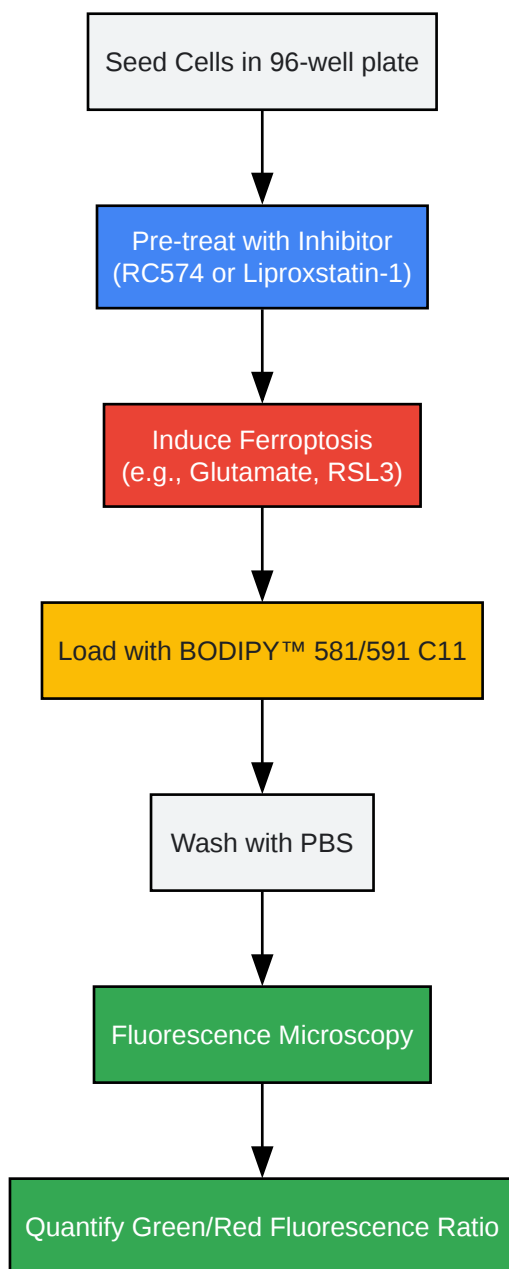 Seed Cells in 96-well plate
Pre-treat with Inhibitor
(RC574 or Liproxstatin-1)
Induce Ferroptosis
(e.g., Glutamate, RSL3)
Load with BODIPY™ 581/591 C11
Wash with PBS
Fluorescence Microscopy
Quantify Green/Red Fluorescence Ratio